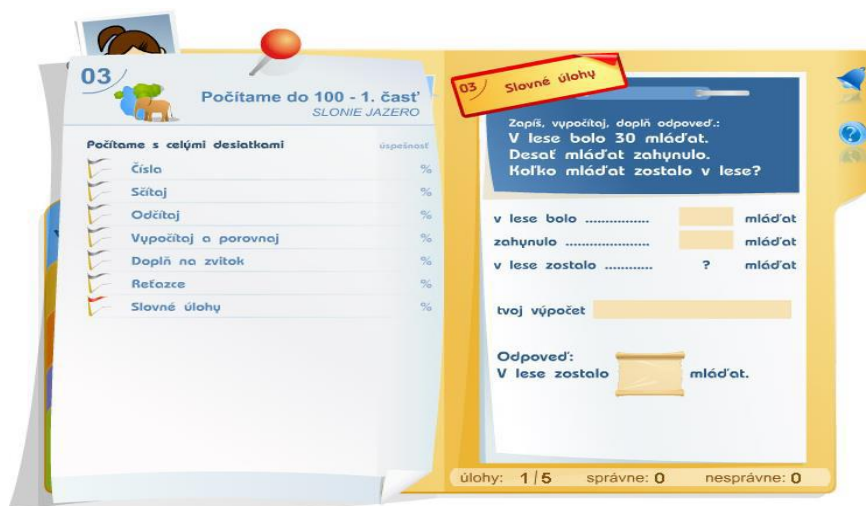 03
Počítame do 100 - 1. časť
SLONIE JAZERO
Počítame s celými desiatkami úspešnosť
Čísla %
Sčítaj %
Odčítaj %
Vypočítaj a porovnaj %
Doplň na zvitok %
Reťazce %
Slovné úlohy %
03 Slovné úlohy
Zapíš, vypočítaj, doplň odpoveď.:
V lese bolo 30 mláďat.
Desať mláďat zahynulo.
Koľko mláďat zostalo v lese?
v lese bolo ................ mláďat
zahynulo ..................... mláďat
v lese zostalo ............ ? mláďat
tvoj výpočet
Odpoveď:
V lese zostalo mláďat.
úlohy: 1/5 správne: 0 nesprávne: 0